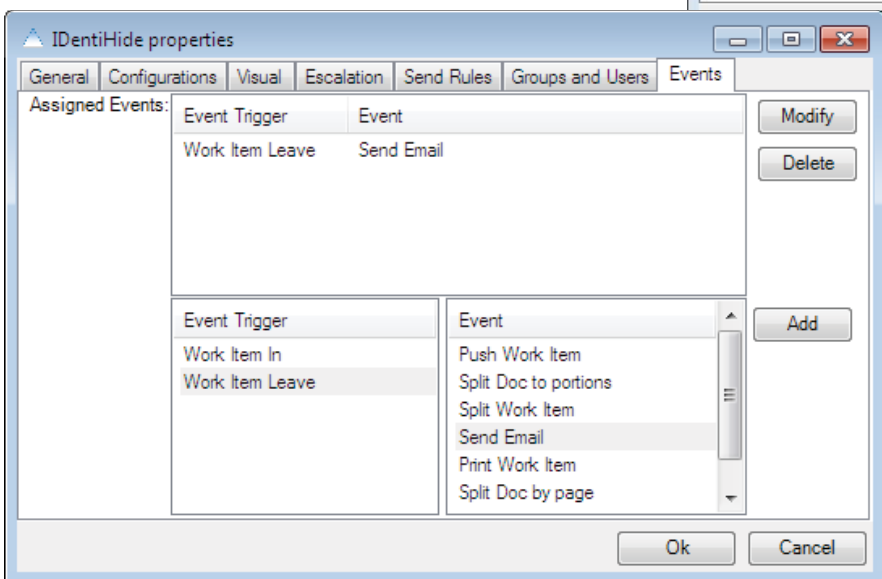 IDentiHide properties
General Configurations Visual Escalation Send Rules Groups and Users Events
Assigned Events:
Event Trigger Event
Work Item Leave Send Email
Modify
Delete
Event Trigger
Work Item In
Work Item Leave
Event
Push Work Item
Split Doc to portions
Split Work Item
Send Email
Print Work Item
Split Doc by page
Add
Ok Cancel